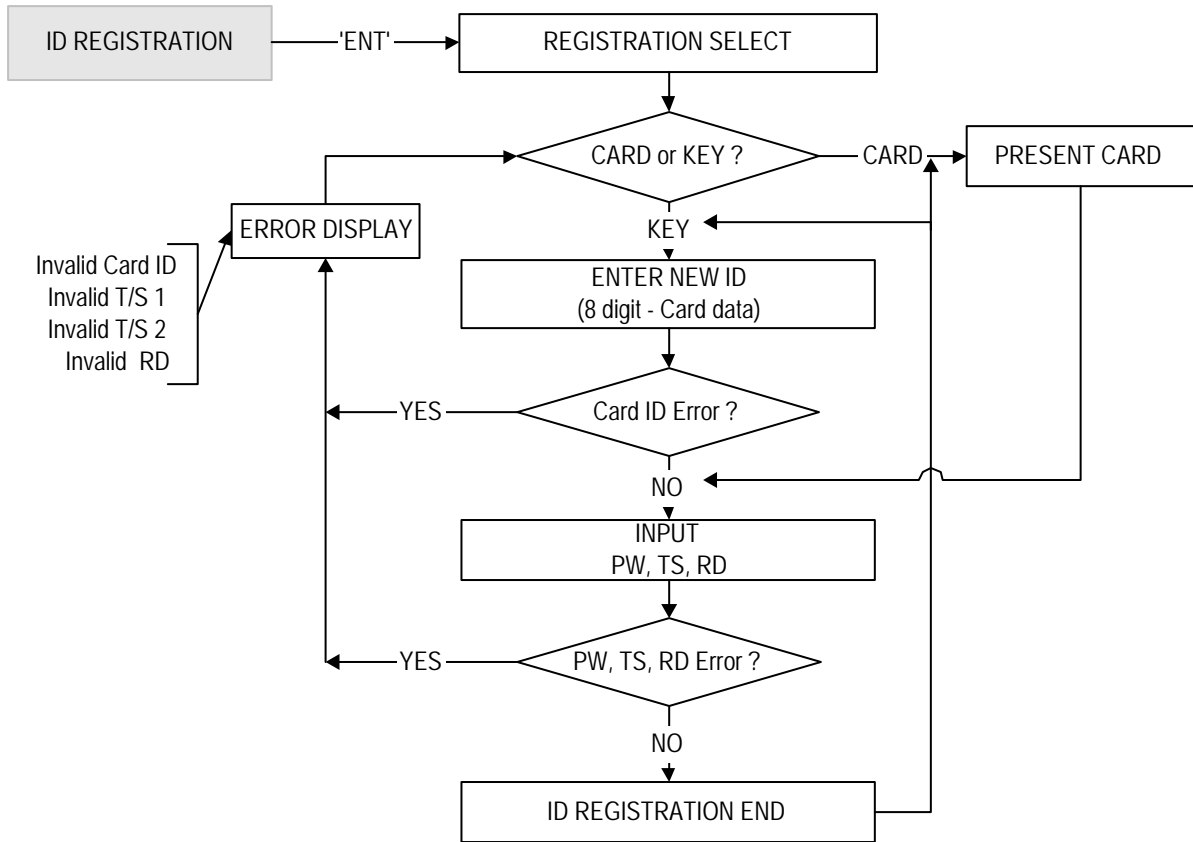 ID REGISTRATION
'ENT'
REGISTRATION SELECT
CARD or KEY ?
CARD
PRESENT CARD
ERROR DISPLAY
KEY
Invalid Card ID
Invalid T/S 1
Invalid T/S 2
Invalid RD
ENTER NEW ID
(8 digit - Card data)
YES
Card ID Error ?
NO
INPUT
PW, TS, RD
YES
PW, TS, RD Error ?
NO
ID REGISTRATION END